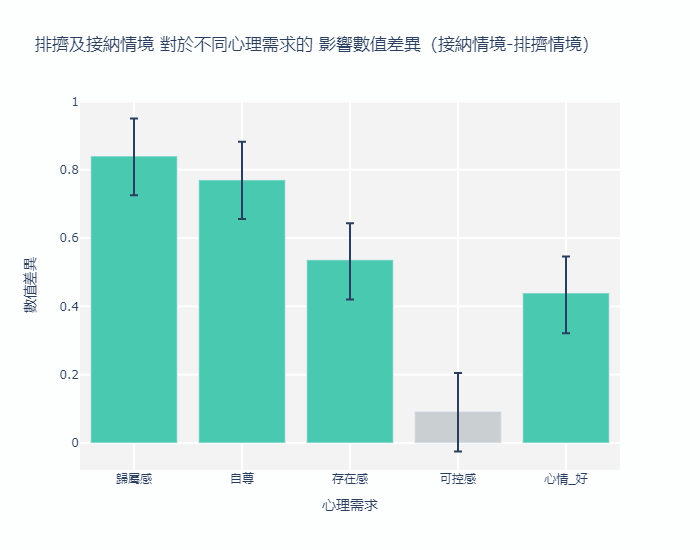 排擠及接納情境 對於不同心理需求的 影響數值差異（接納情境-排擠情境）
1
0.8
0.6
0.4
0.2
0
數值差異
歸屬感 自尊 存在感 可控感 心情_好
心理需求